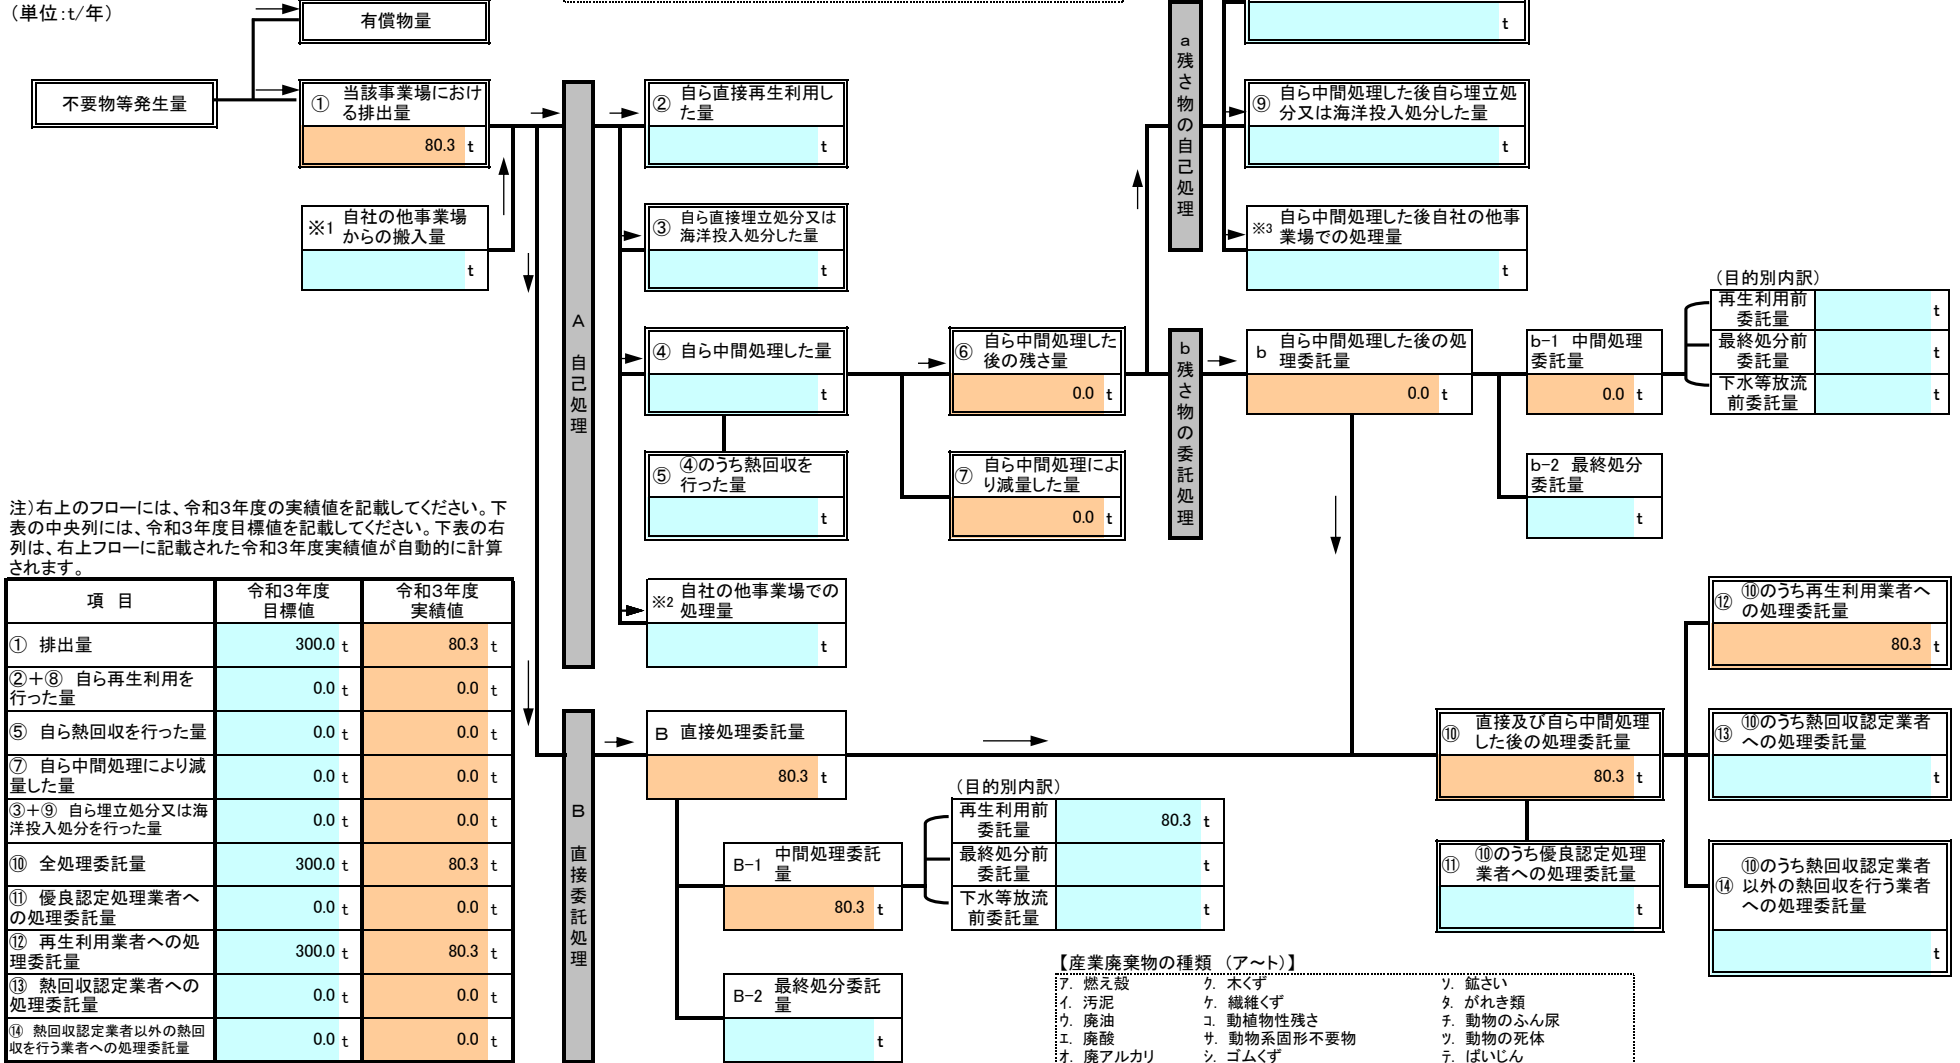 （単位：t/年）
有償物量
不要物等発生量
① 当該事業場におけ
る排出量
80.3 t
※1 自社の他事業場
からの搬入量
t
A 自己処理
② 自ら直接再生利用し
た量
t
③ 自ら直接埋立処分又は
海洋投入処分した量
t
④ 自ら中間処理した量
t
⑤ ④のうち熱回収を
行った量
t
※2 自社の他事業場での
処理量
t
⑥ 自ら中間処理した
後の残さ量
0.0 t
⑦ 自ら中間処理によ
り減量した量
0.0 t
a 残さ物の自己処理
t
⑨ 自ら中間処理した後自ら埋立処
分又は海洋投入処分した量
t
※3 自ら中間処理した後自社の他事
業場での処理量
t
b 残さ物の委託処理
b 自ら中間処理した後の処
理委託量
0.0 t
b-1 中間処理
委託量
0.0 t
（目的別内訳）
再生利用前
委託量
t
最終処分前
委託量
t
下水等放流
前委託量
t
b-2 最終処分
委託量
t
注）右上のフローには、令和3年度の実績値を記載してください。下
表の中央列には、令和3年度目標値を記載してください。下表の右
列は、右上フローに記載された令和3年度実績値が自動的に計算
されます。
項 目
令和3年度
目標値
令和3年度
実績値
① 排出量
300.0 t
80.3 t
②＋⑧ 自ら再生利用を
行った量
0.0 t
0.0 t
⑤ 自ら熱回収を行った量
0.0 t
0.0 t
⑦ 自ら中間処理により減
量した量
0.0 t
0.0 t
③＋⑨ 自ら埋立処分又は海
洋投入処分を行った量
0.0 t
0.0 t
⑩ 全処理委託量
300.0 t
80.3 t
⑪ 優良認定処理業者へ
の処理委託量
0.0 t
0.0 t
⑫ 再生利用業者への処
理委託量
300.0 t
80.3 t
⑬ 熱回収認定業者への
処理委託量
0.0 t
0.0 t
⑭ 熱回収認定業者以外の熱回
収を行う業者への処理委託量
0.0 t
0.0 t
B 直接委託処理
B 直接処理委託量
80.3 t
B-1 中間処理委託
量
80.3 t
（目的別内訳）
再生利用前
委託量
80.3 t
最終処分前
委託量
t
下水等放流
前委託量
t
B-2 最終処分委託
量
t
⑩ 直接及び自ら中間処理
した後の処理委託量
80.3 t
⑪ ⑩のうち優良認定処理
業者への処理委託量
t
⑫ ⑩のうち再生利用業者へ
の処理委託量
80.3 t
⑬ ⑩のうち熱回収認定業者
への処理委託量
t
⑭ ⑩のうち熱回収認定業者
以外の熱回収を行う業者
への処理委託量
t
【産業廃棄物の種類 （ア～ト）】
ア. 燃え殻 ク. 木くず ソ. 鉱さい
イ. 汚泥 ケ. 繊維くず タ. がれき類
ウ. 廃油 コ. 動植物性残さ チ. 動物のふん尿
エ. 廃酸 サ. 動物系固形不要物 ツ. 動物の死体
オ. 廃アルカリ シ. ゴムくず テ. ばいじん